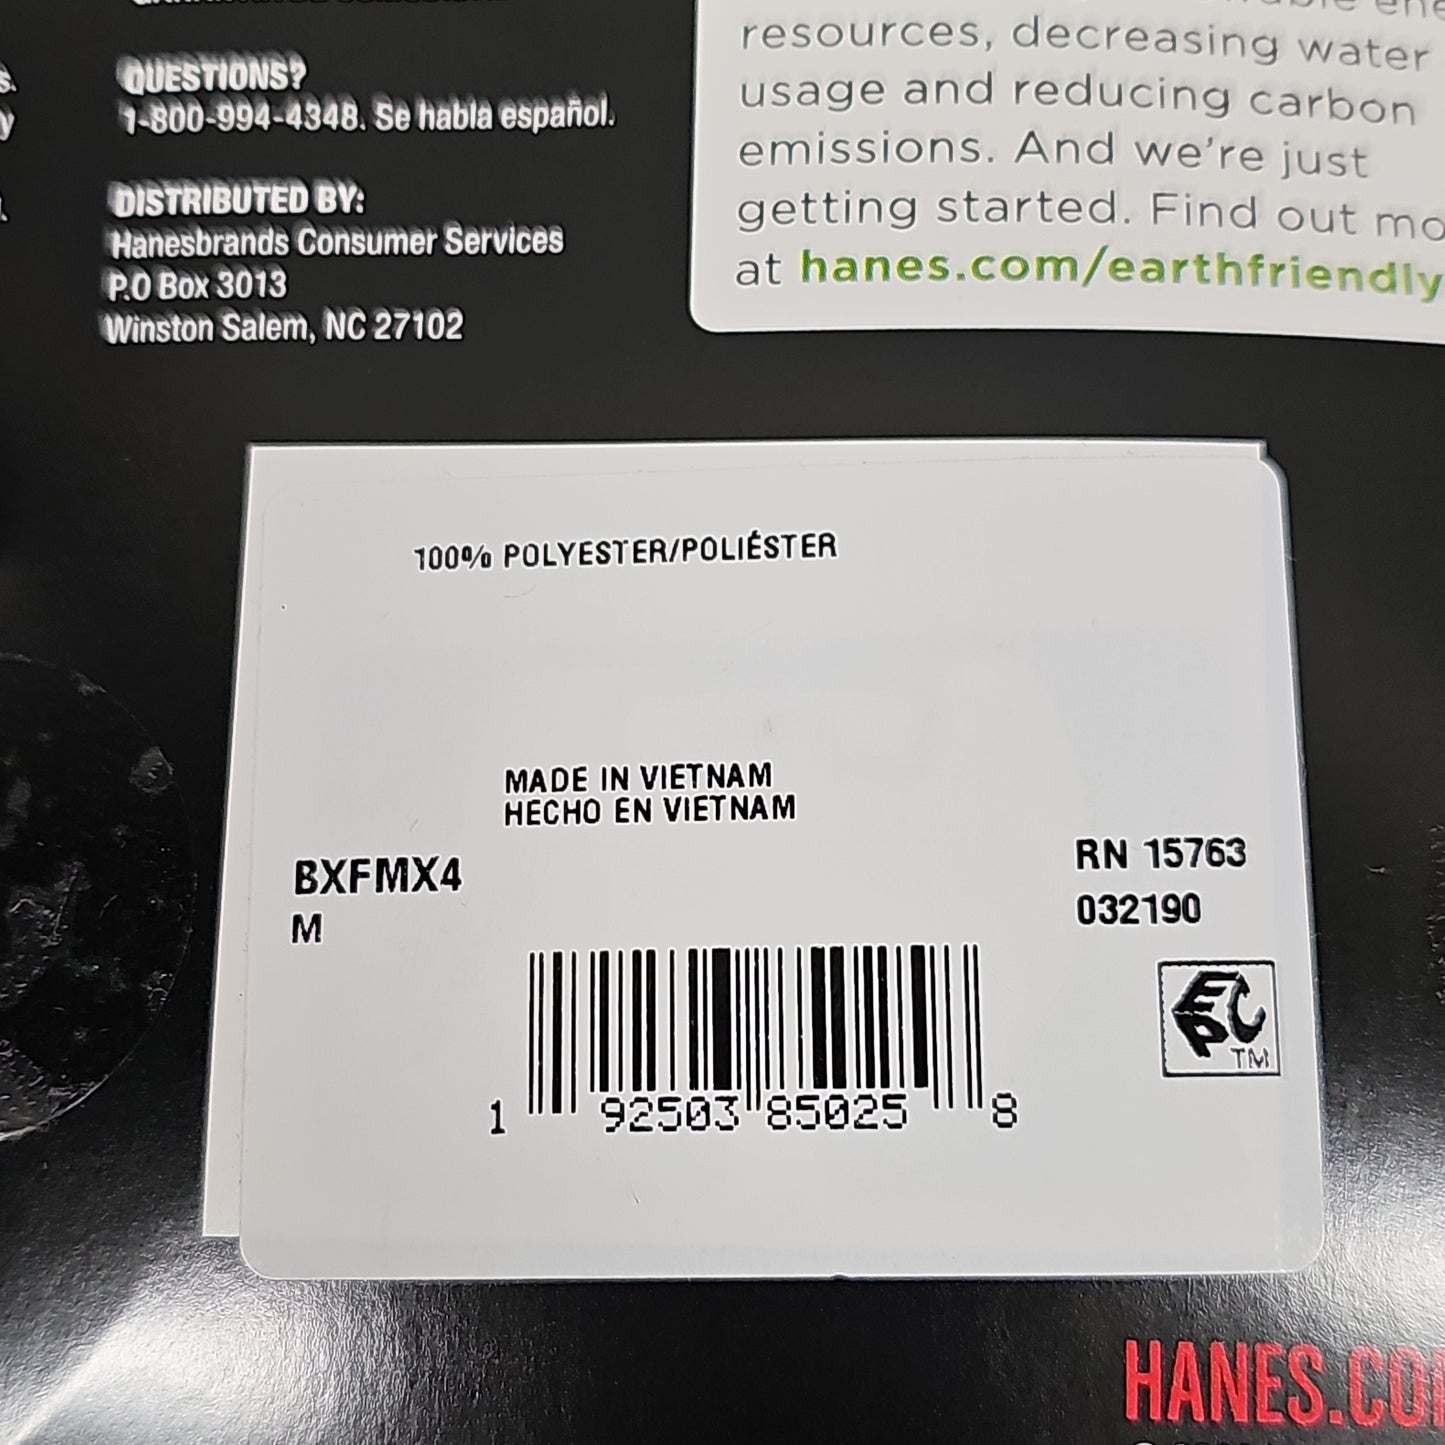 QUESTIONS?
1-800-994-4348. Se habla español.
DISTRIBUTED BY:
Hanesbrands Consumer Services
P.O Box 3013
Winston Salem, NC 27102
resources, decreasing water
usage and reducing carbon
emissions. And we're just
getting started. Find out mo
at hanes.com/earthfriendly
100% POLYESTER/POLIÉSTER
MADE IN VIETNAM
HECHO EN VIETNAM
BXFMX4
M
RN 15763
032190
EPC TM
1 92503 85025 8
HANES.CO